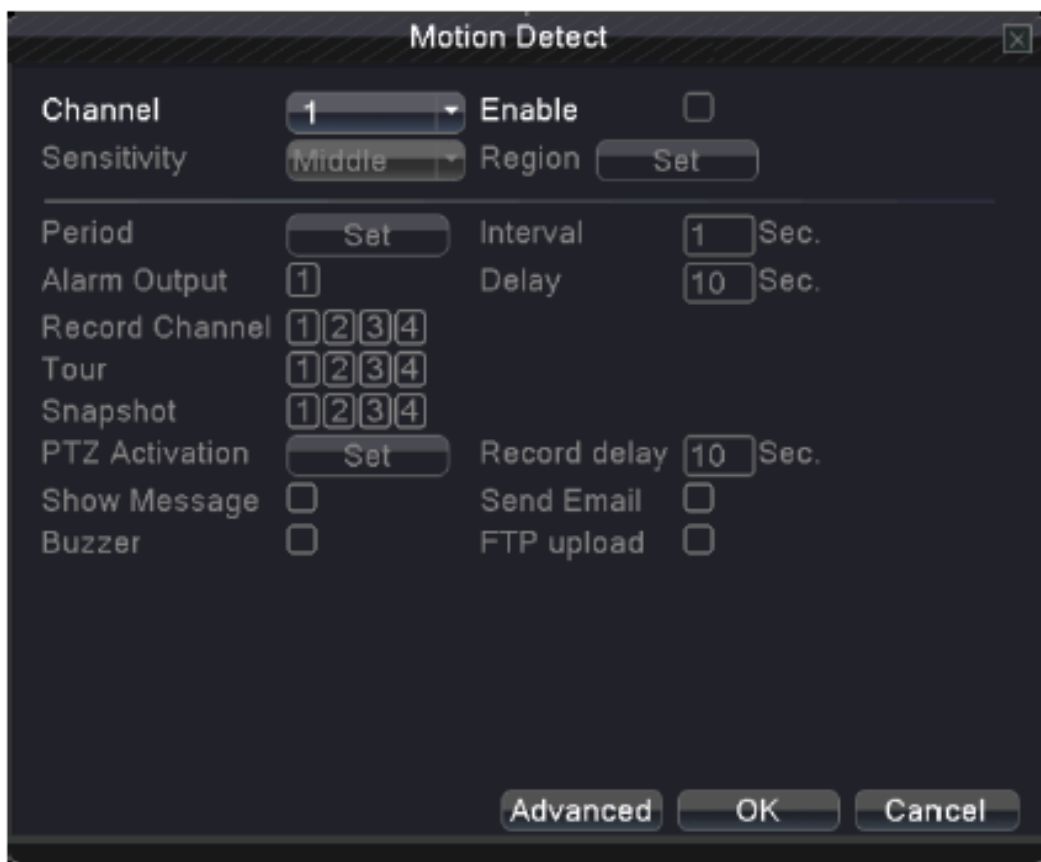 Motion Detect
Channel 1 Enable
Sensitivity Middle Region Set
Period Set Interval 1 Sec.
Alarm Output 1 Delay 10 Sec.
Record Channel 1 2 3 4
Tour 1 2 3 4
Snapshot 1 2 3 4
PTZ Activation Set Record delay 10 Sec.
Show Message Send Email
Buzzer FTP upload
Advanced OK Cancel